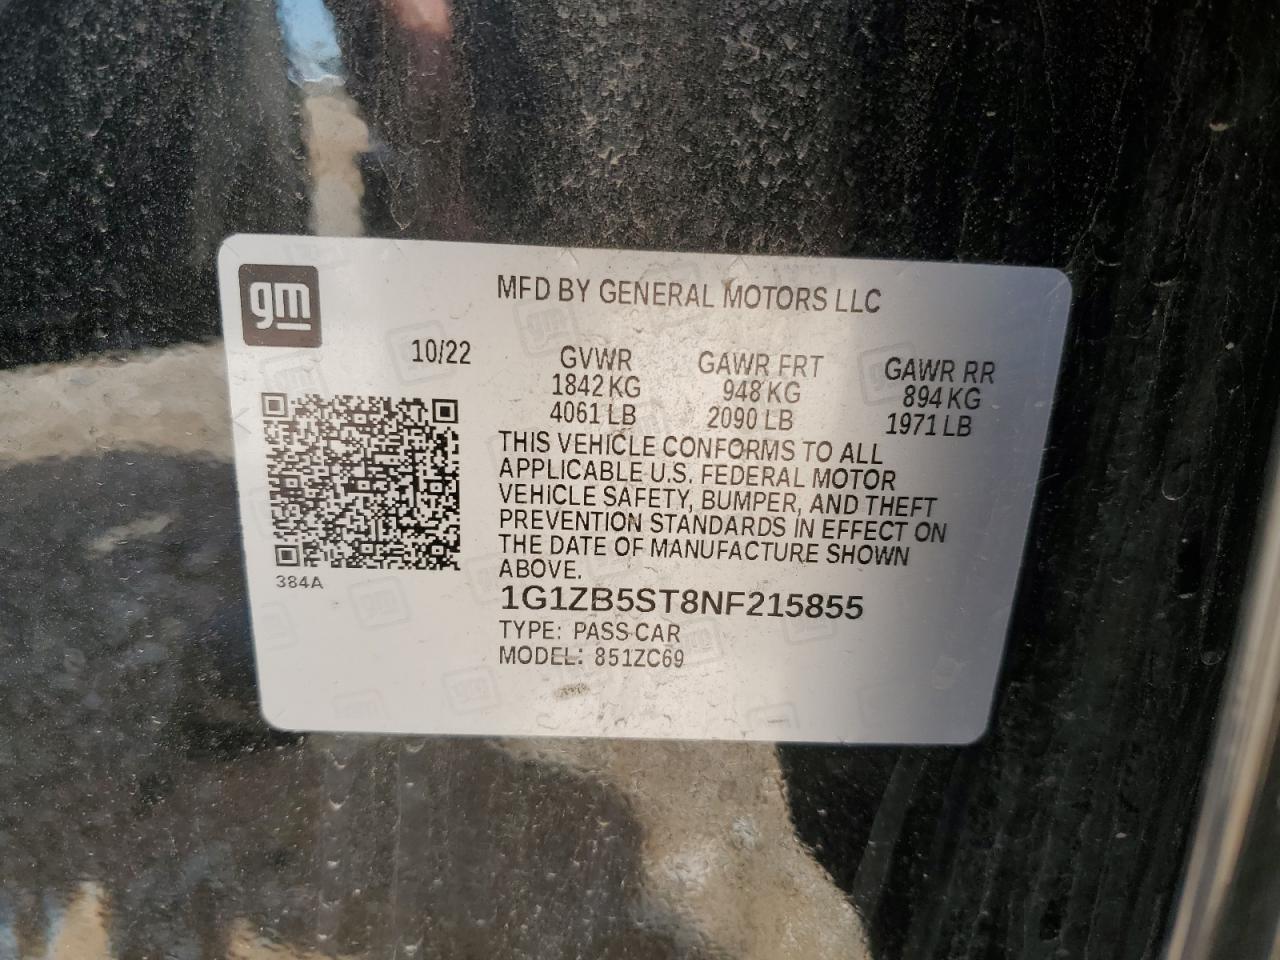 gm
MFD BY GENERAL MOTORS LLC
10/22
GVWR GAWR FRT GAWR RR
1842 KG 948 KG 894 KG
4061 LB 2090 LB 1971 LB
THIS VEHICLE CONFORMS TO ALL
APPLICABLE U.S. FEDERAL MOTOR
VEHICLE SAFETY, BUMPER, AND THEFT
PREVENTION STANDARDS IN EFFECT ON
THE DATE OF MANUFACTURE SHOWN
ABOVE.
384A
1G1ZB5ST8NF215855
TYPE: PASS CAR
MODEL: 851ZC69